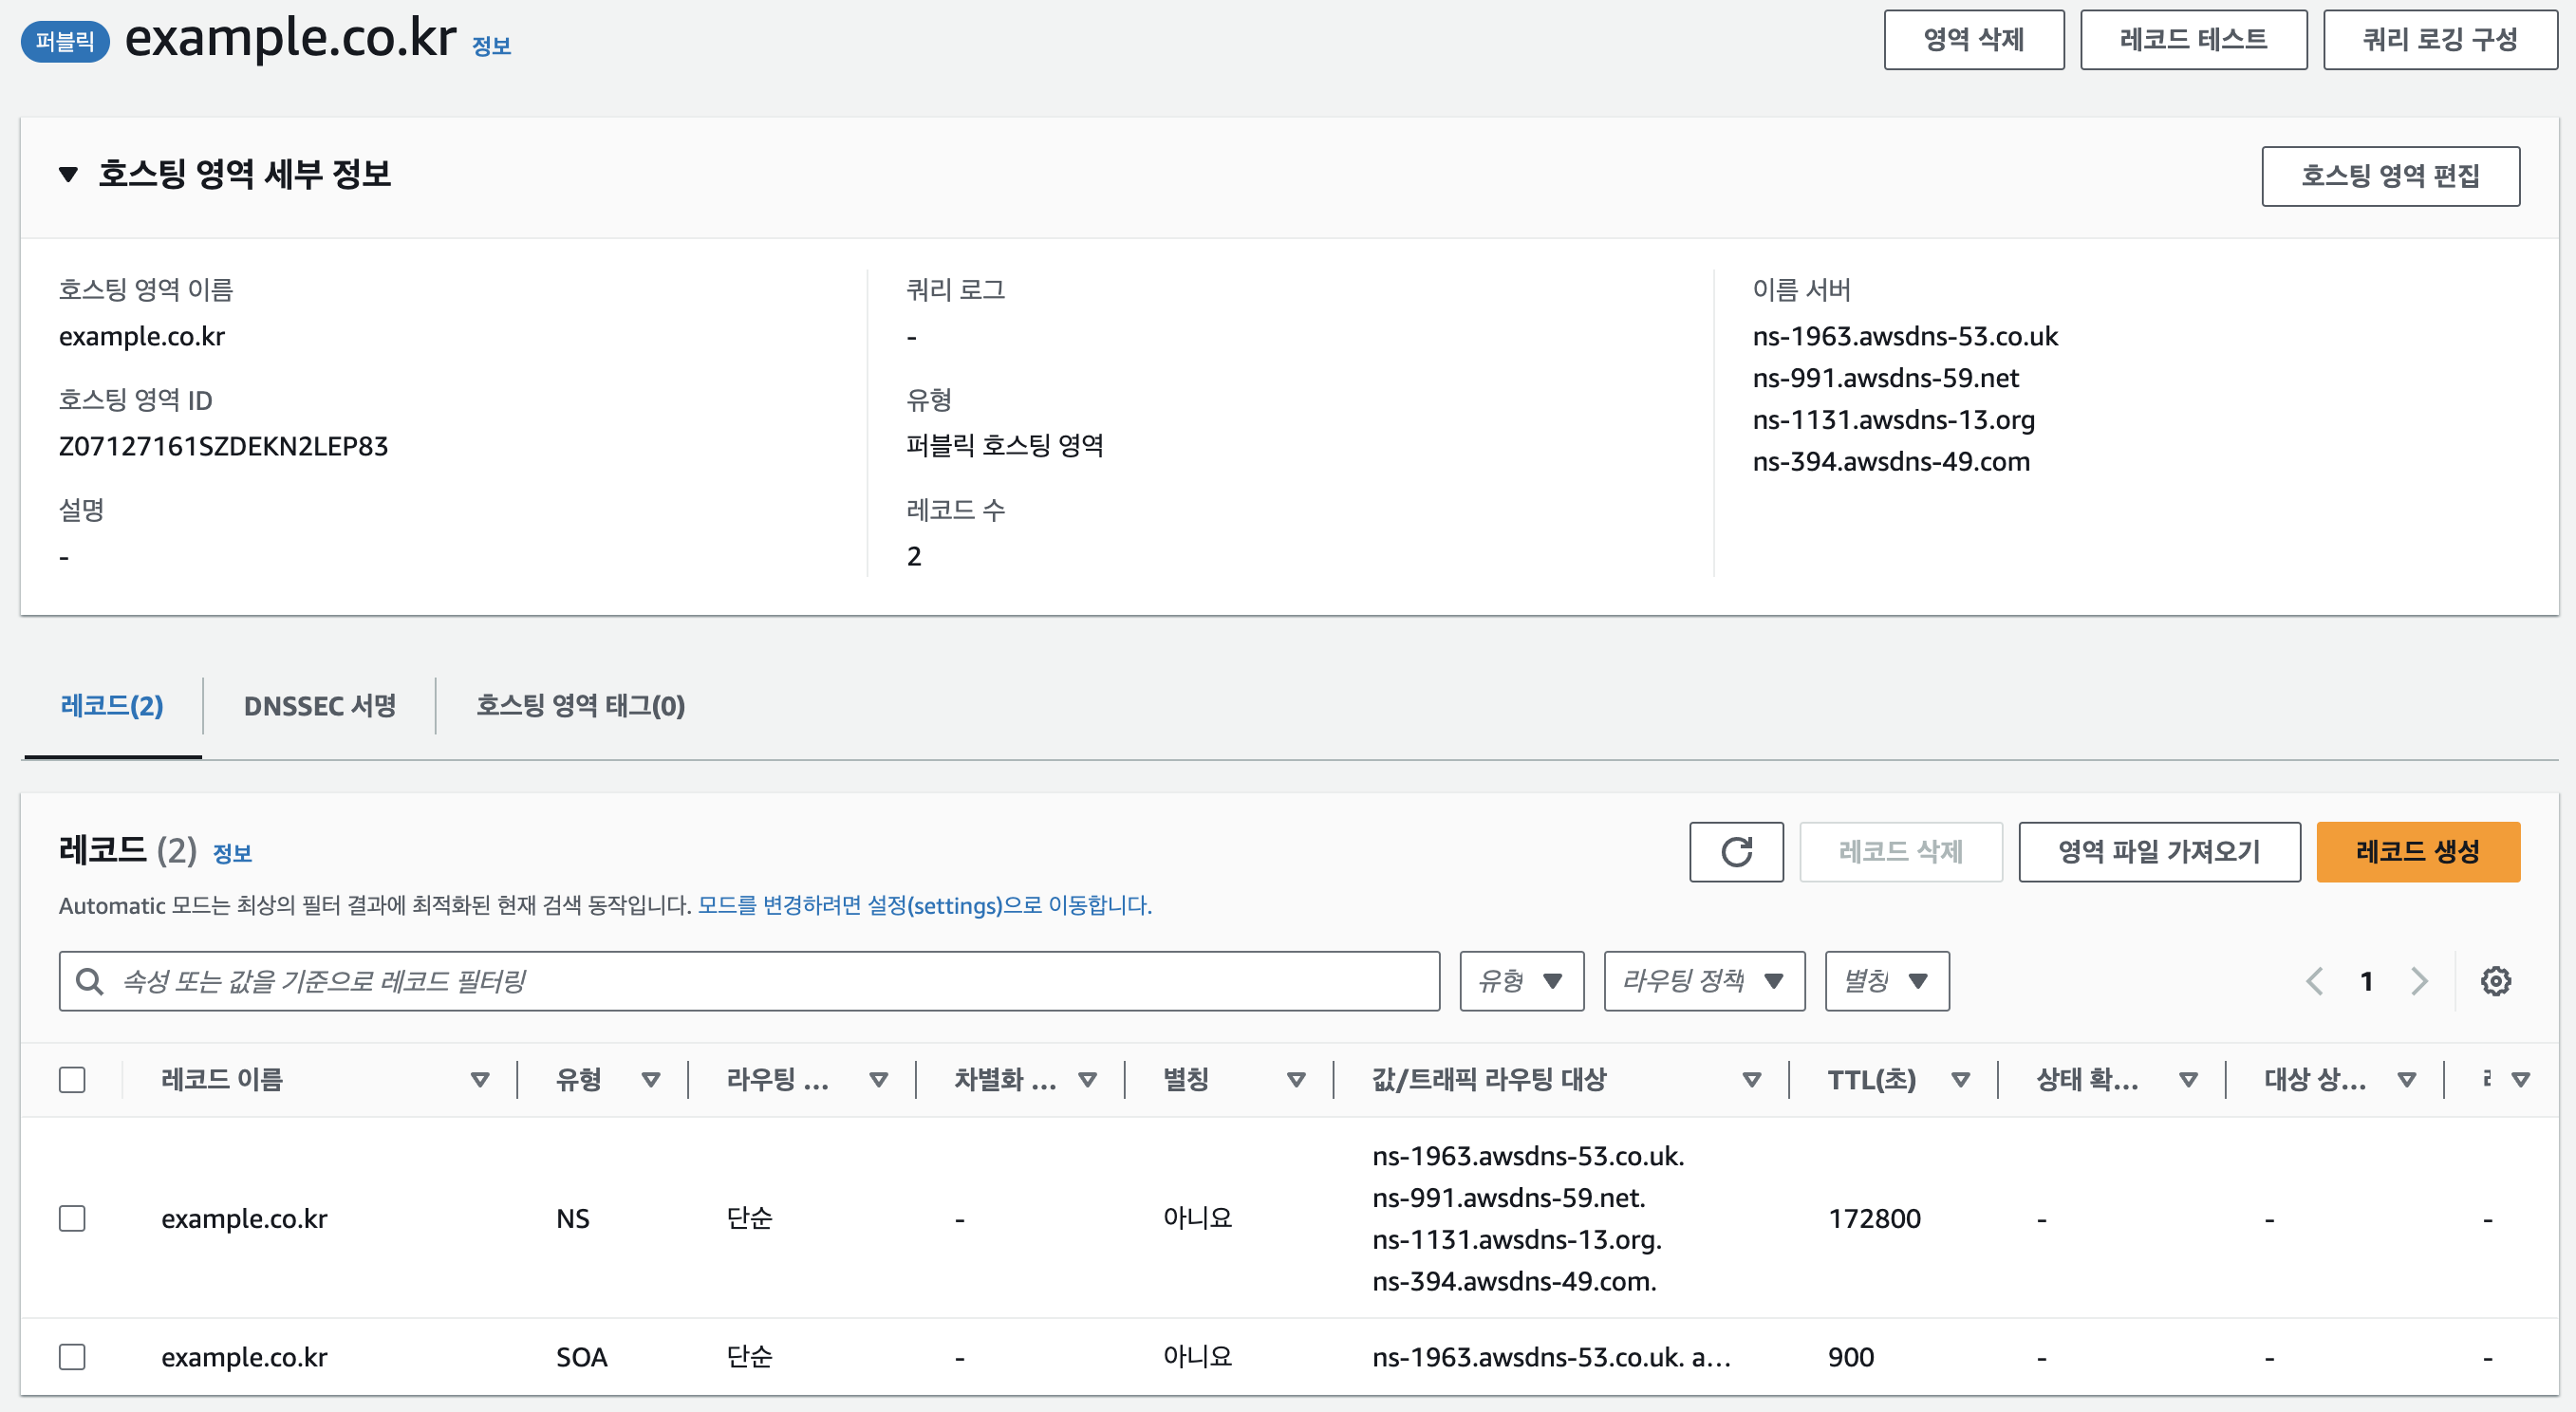 퍼블릭 example.co.kr 정보
영역 삭제 레코드 테스트 쿼리 로깅 구성
호스팅 영역 세부 정보
호스팅 영역 편집
호스팅 영역 이름
example.co.kr
호스팅 영역 ID
Z07127161SZDEKN2LEP83
설명
-
쿼리 로그
-
유형
퍼블릭 호스팅 영역
레코드 수
2
이름 서버
ns-1963.awsdns-53.co.uk
ns-991.awsdns-59.net
ns-1131.awsdns-13.org
ns-394.awsdns-49.com
레코드(2) DNSSEC 서명 호스팅 영역 태그(0)
레코드 (2) 정보
레코드 삭제 영역 파일 가져오기 레코드 생성
Automatic 모드는 최상의 필터 결과에 최적화된 현재 검색 동작입니다. 모드를 변경하려면 설정(settings)으로 이동합니다.
속성 또는 값을 기준으로 레코드 필터링 유형 라우팅 정책 별칭 1
레코드 이름 유형 라우팅 ... 차별화 ... 별칭 값/트래픽 라우팅 대상 TTL(초) 상태 확... 대상 상...
example.co.kr NS 단순 - 아니요
ns-1963.awsdns-53.co.uk.
ns-991.awsdns-59.net.
ns-1131.awsdns-13.org.
ns-394.awsdns-49.com.
172800 - - -
example.co.kr SOA 단순 - 아니요 ns-1963.awsdns-53.co.uk. a... 900 - - -